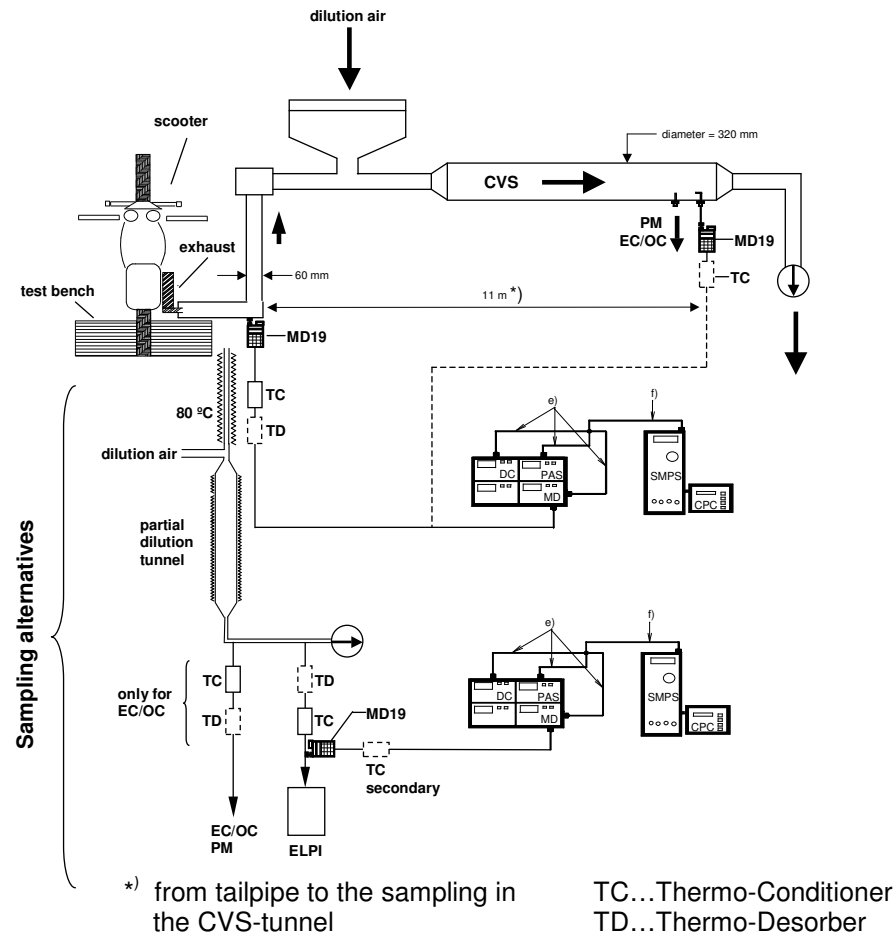 dilution air
scooter
diameter = 320 mm
CVS
PM
EC/OC
MD19
TC
exhaust
60 mm
test bench
11 m *)
MD19
TC
80 ºC
TD
dilution air
e)
f)
DC
PAS
MD
SMPS
CPC
partial
dilution
tunnel
Sampling alternatives
only for
EC/OC
TC
TD
TD
TC
MD19
TC
secondary
e)
f)
DC
PAS
MD
SMPS
CPC
EC/OC
PM
ELPI
*) from tailpipe to the sampling in
the CVS-tunnel
TC...Thermo-Conditioner
TD...Thermo-Desorber